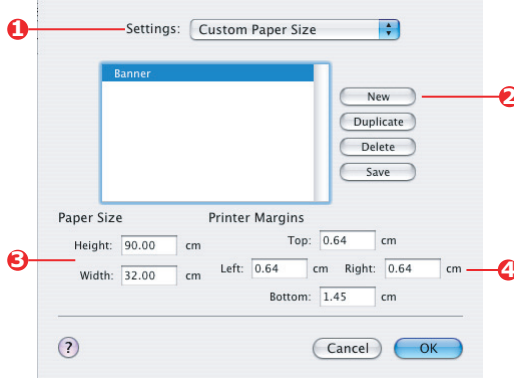 1 Settings: Custom Paper Size
Banner
New 2
Duplicate
Delete
Save
Paper Size Printer Margins
Height: 90.00 cm Top: 0.64 cm
3 Width: 32.00 cm Left: 0.64 cm Right: 0.64 cm 4
Bottom: 1.45 cm
? Cancel OK